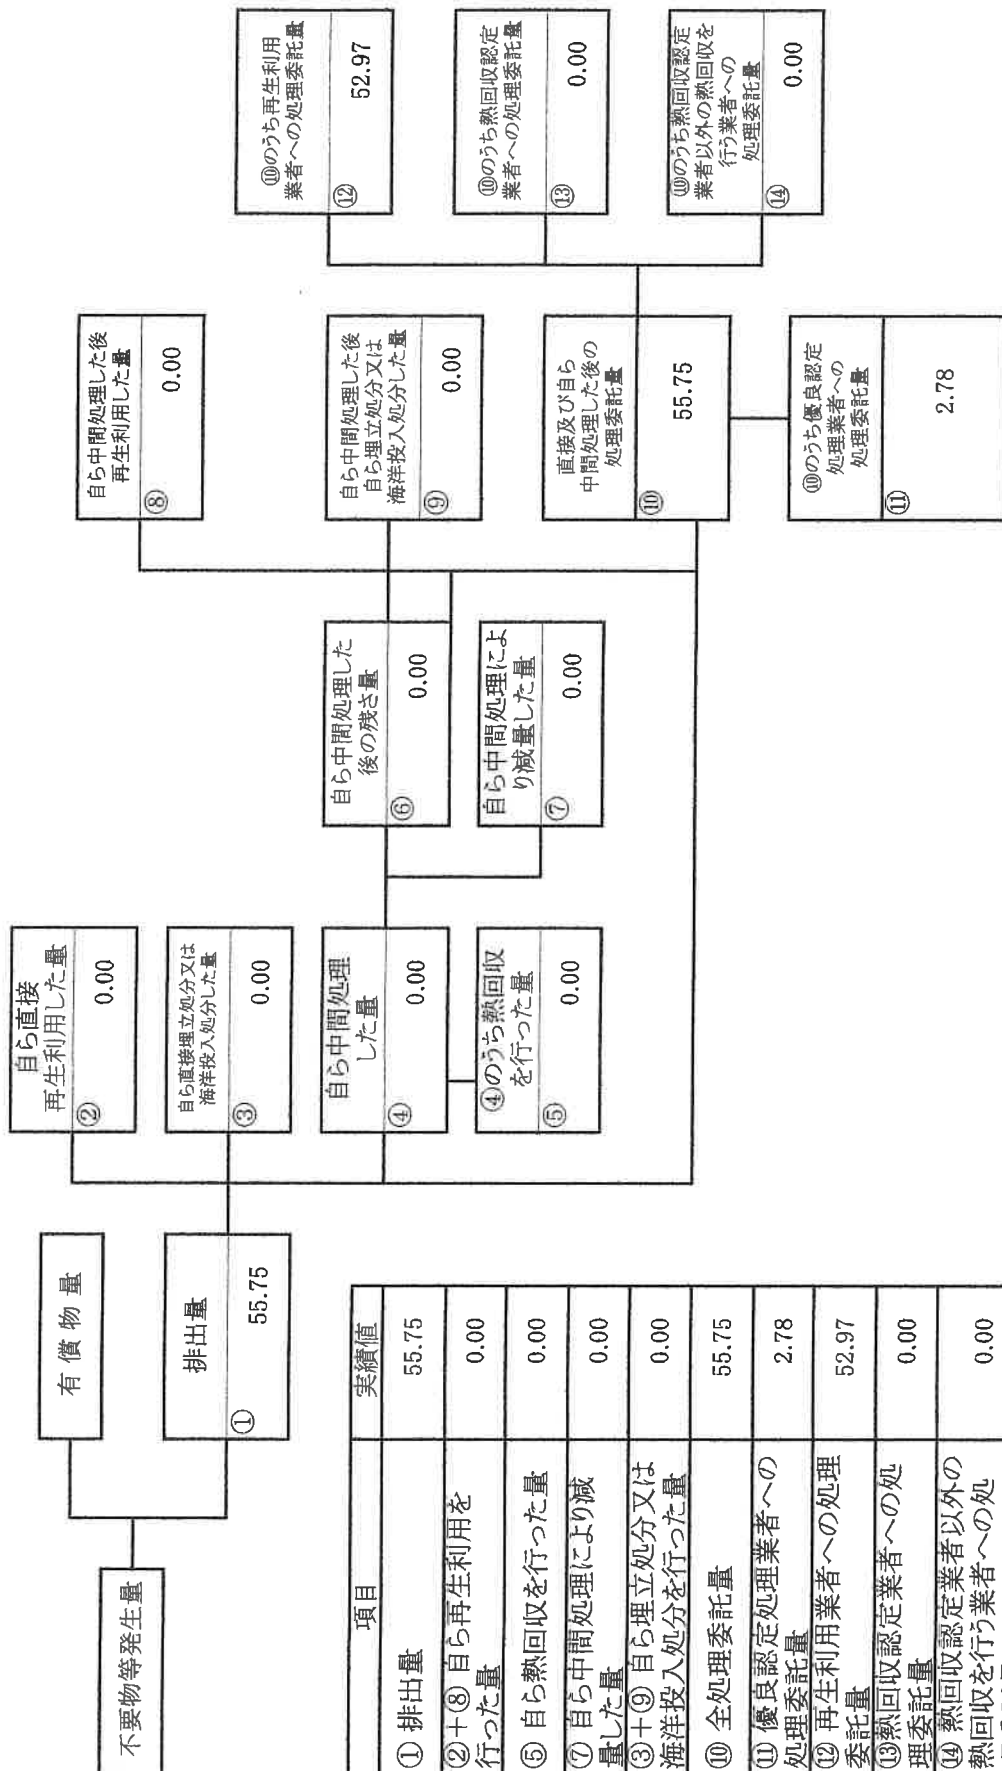 不要物等発生量
有 償 物 量
排出量
①
55.75
自ら直接
再生利用した量
②
0.00
自ら直接埋立処分又は
海洋投入処分した量
③
0.00
自ら中間処理
した量
④
0.00
④のうち熱回収
を行った量
⑤
0.00
自ら中間処理した
後の残さ量
⑥
0.00
自ら中間処理によ
り減量した量
⑦
0.00
自ら中間処理した後
再生利用した量
⑧
0.00
自ら中間処理した後
自ら埋立処分又は
海洋投入処分した量
⑨
0.00
直接及び自ら
中間処理した後の
処理委託量
⑩
55.75
⑩のうち優良認定
処理業者への
処理委託量
⑪
2.78
⑩のうち再生利用
業者への処理委託量
⑫
52.97
⑩のうち熱回収認定
業者への処理委託量
⑬
0.00
⑩のうち熱回収認定
業者以外の熱回収を
行う業者への
処理委託量
⑭
0.00
項目 実績値
① 排出量 55.75
②+⑧ 自ら再生利用を
行った量 0.00
⑤ 自ら熱回収を行った量 0.00
⑦ 自ら中間処理により減
量した量 0.00
③+⑨ 自ら埋立処分又は
海洋投入処分を行った量 0.00
⑩ 全処理委託量 55.75
⑪ 優良認定処理業者への
処理委託量 2.78
⑫ 再生利用業者への処理
委託量 52.97
⑬熱回収認定業者への処
理委託量 0.00
⑭ 熱回収認定業者以外の
熱回収を行う業者への処 0.00